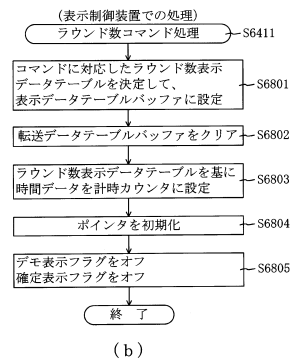 (表示制御装置での処理)
ラウンド数コマンド処理 S6411
コマンドに対応したラウンド数表示 S6801
データテーブルを決定して、
表示データテーブルバッファに設定
転送データテーブルバッファをクリア S6802
ラウンド数表示データテーブルを基に S6803
時間データを計時カウンタに設定
ポインタを初期化 S6804
デモ表示フラグをオフ S6805
確定表示フラグをオフ
終 了
(b)